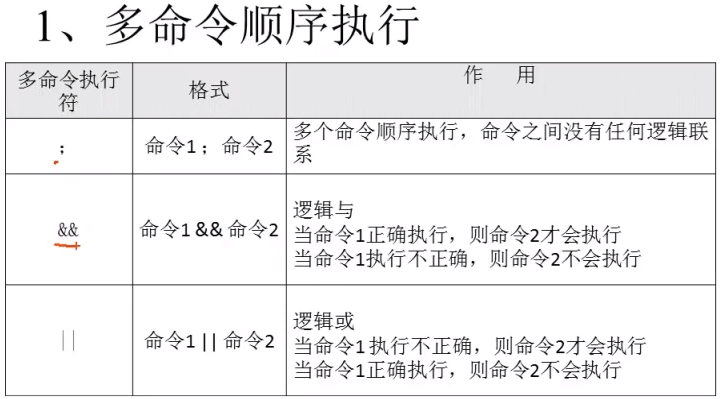 1、多命令顺序执行
多命令执行
符
格式
作 用
;
命令1 ；命令2
多个命令顺序执行，命令之间没有任何逻辑联
系
&&
命令1 && 命令2
逻辑与
当命令1正确执行，则命令2才会执行
当命令1执行不正确，则命令2不会执行
||
命令1 || 命令2
逻辑或
当命令1 执行不正确，则命令2才会执行
当命令1正确执行，则命令2不会执行